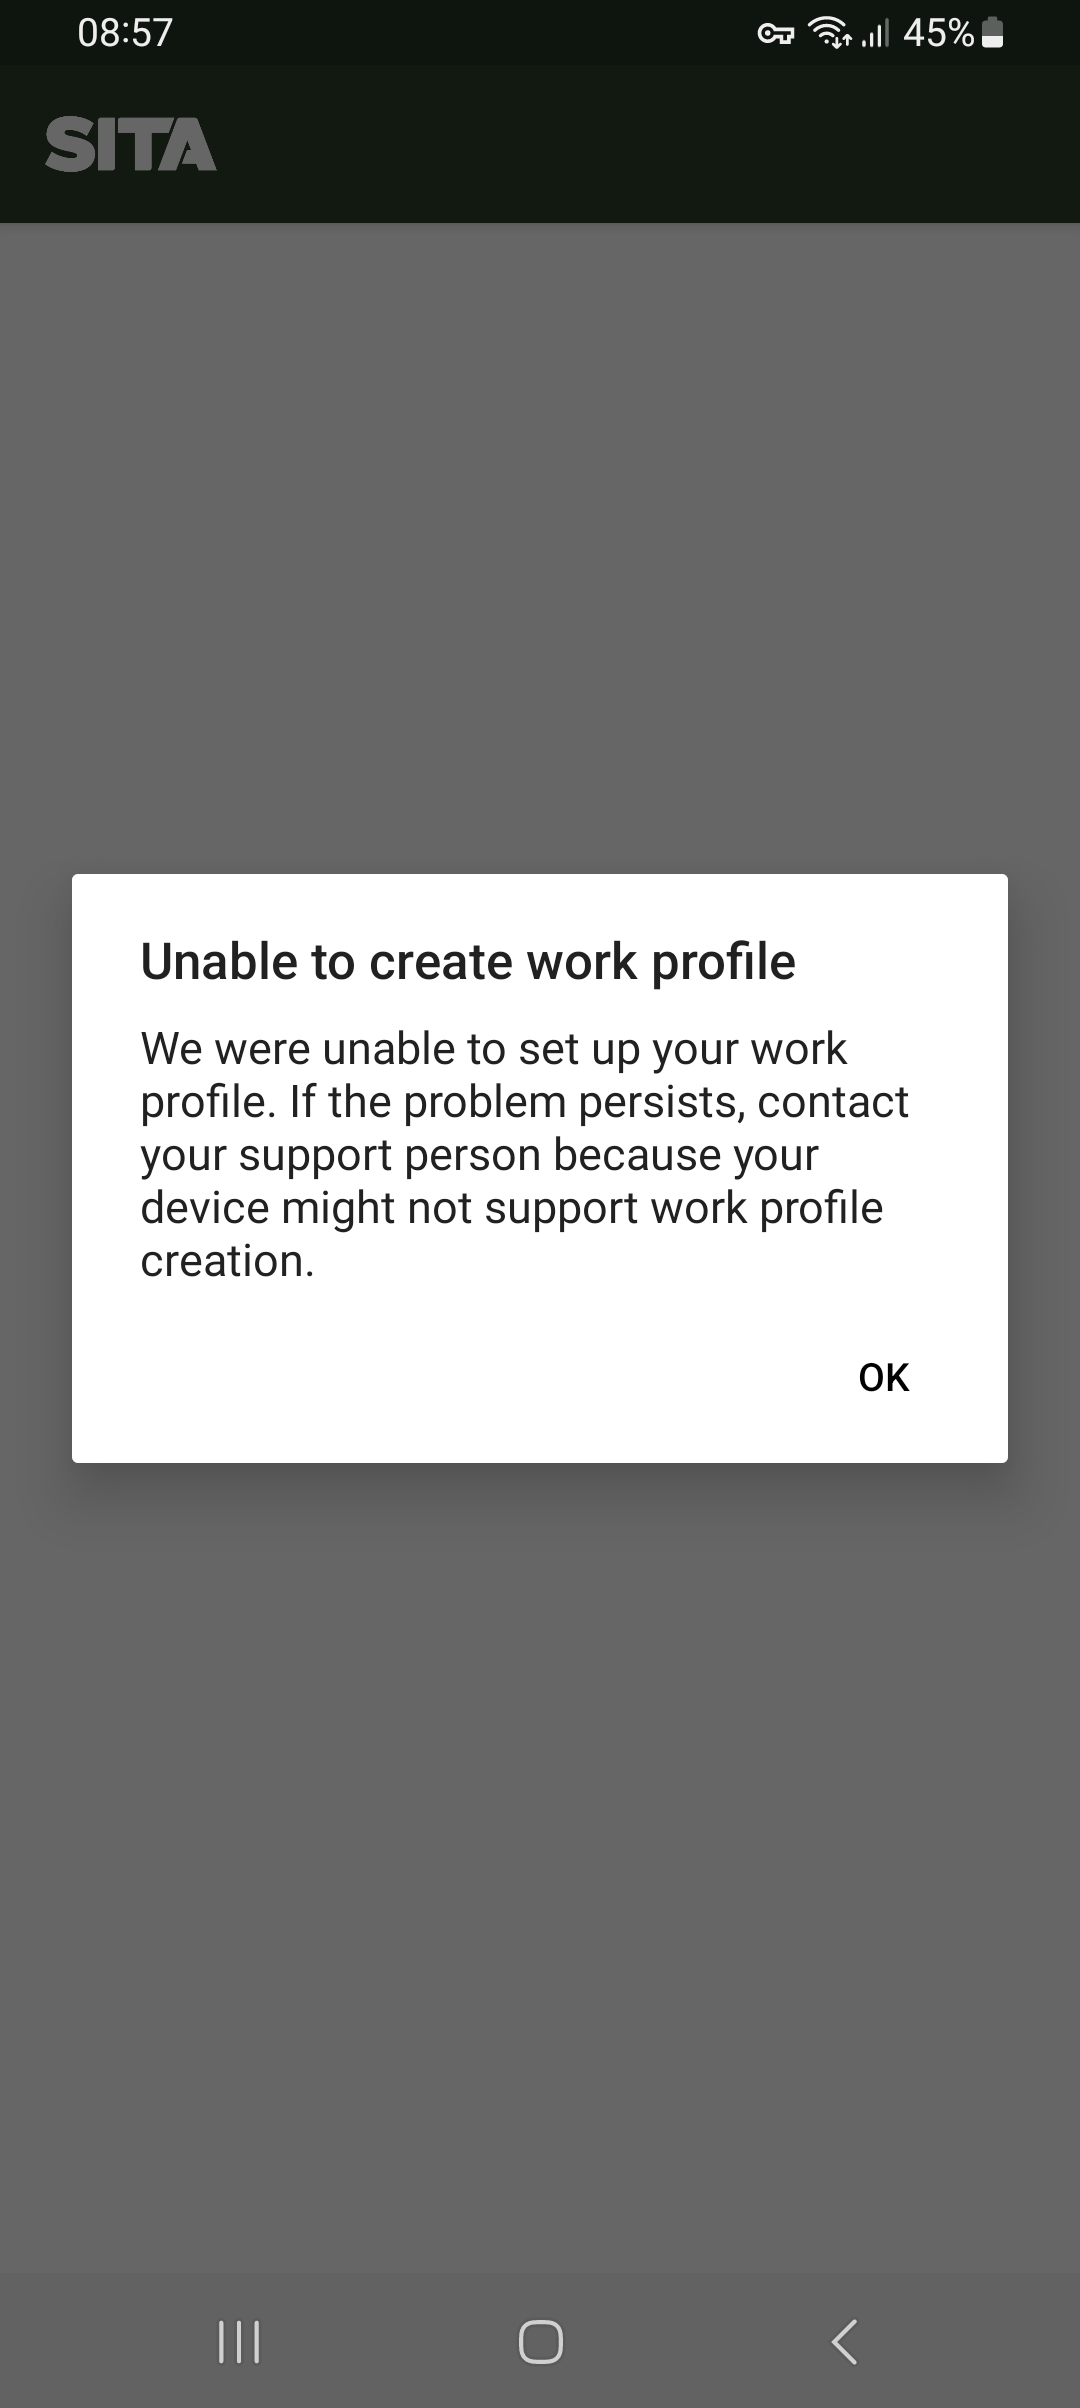 08:57
45%
SITA
Unable to create work profile
We were unable to set up your work
profile. If the problem persists, contact
your support person because your
device might not support work profile
creation.
OK